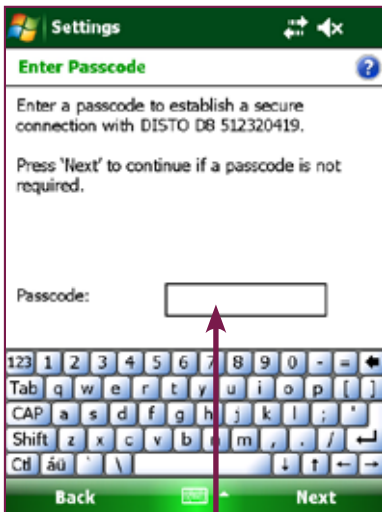 Settings
Enter Passcode
?
Enter a passcode to establish a secure
connection with DISTO D8 512320419.
Press 'Next' to continue if a passcode is not
required.
Passcode:
123 1 2 3 4 5 6 7 8 9 0 - =
Tab q w e r t y u i o p [ ]
CAP a s d f g h j k l ; '
Shift z x c v b n m , . /
Ctl áü ` \
Back Next